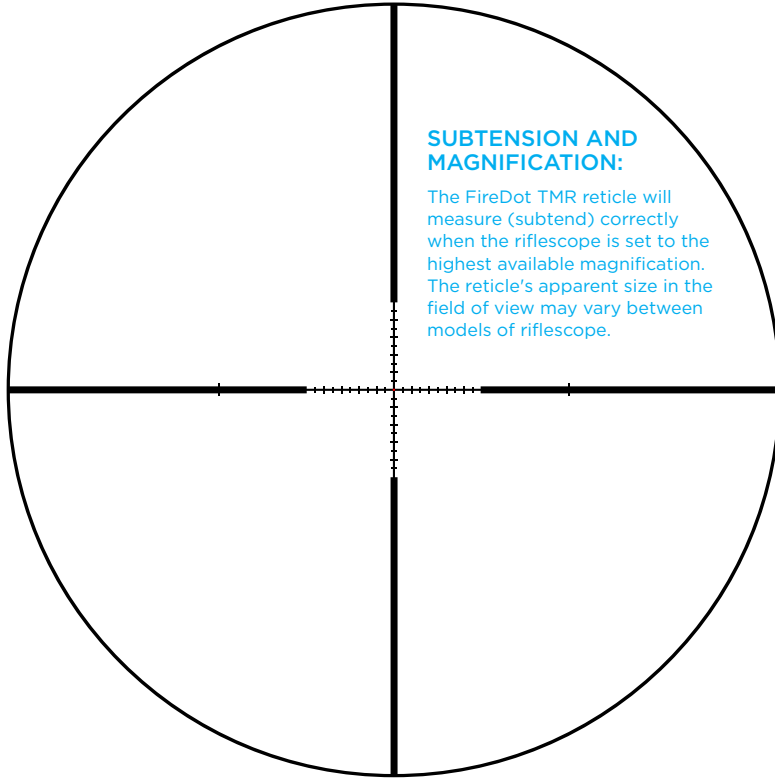 SUBTENSION AND
MAGNIFICATION:
The FireDot TMR reticle will
measure (subtend) correctly
when the riflescope is set to the
highest available magnification.
The reticle's apparent size in the
field of view may vary between
models of riflescope.